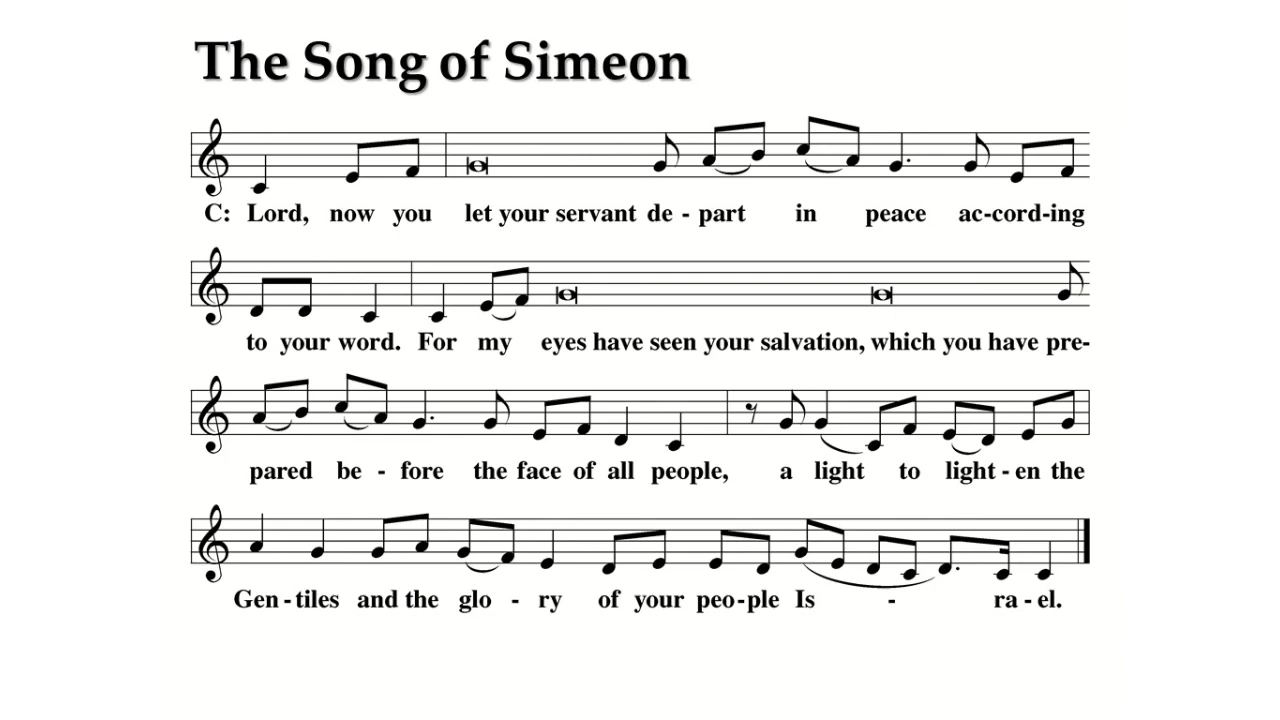 The Song of Simeon
C: Lord, now you let your servant de - part in peace ac-cord-ing
to your word. For my eyes have seen your salvation, which you have pre-
pared be - fore the face of all people, a light to light - en the
Gen - tiles and the glo - ry of your peo - ple Is - ra - el.